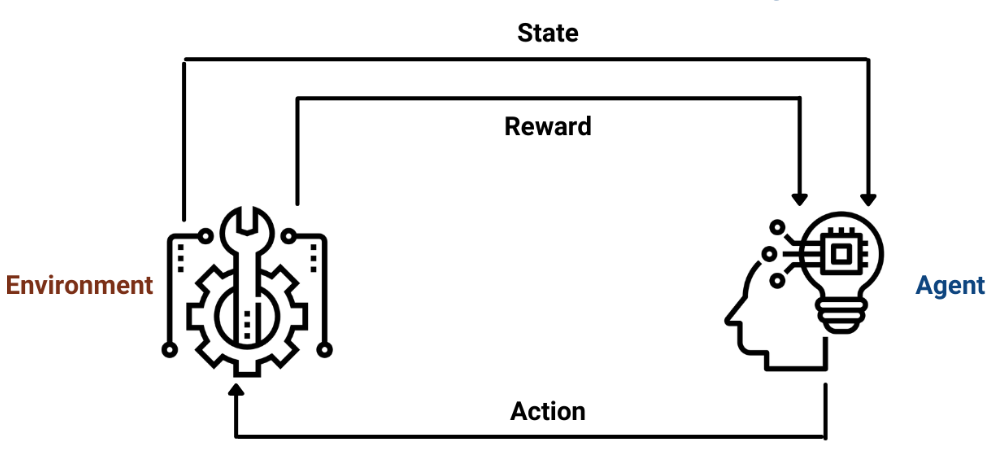 State
Reward
Environment
Agent
Action